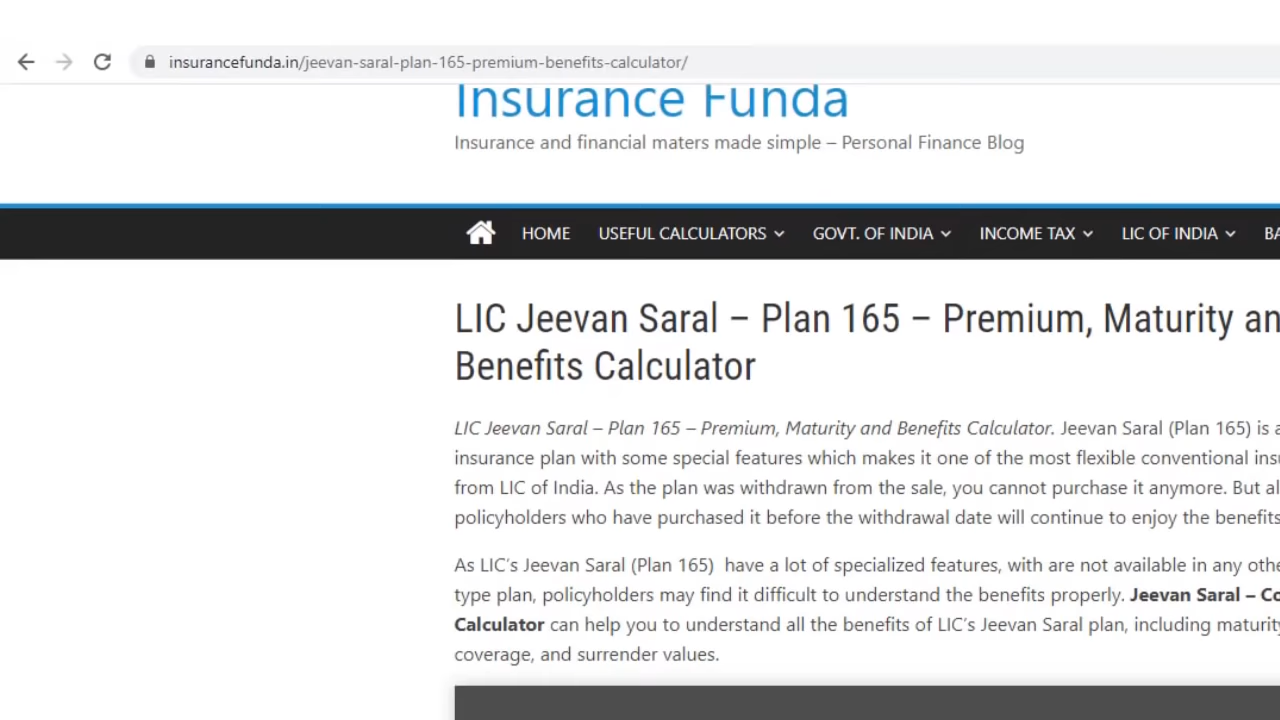 insurancefunda.in/jeevan-saral-plan-165-premium-benefits-calculator/
Insurance Funda
Insurance and financial maters made simple – Personal Finance Blog
HOME USEFUL CALCULATORS GOVT. OF INDIA INCOME TAX LIC OF INDIA
LIC Jeevan Saral – Plan 165 – Premium, Maturity
Benefits Calculator
LIC Jeevan Saral – Plan 165 – Premium, Maturity and Benefits Calculator. Jeevan Saral (Plan 165) is
insurance plan with some special features which makes it one of the most flexible conventional
from LIC of India. As the plan was withdrawn from the sale, you cannot purchase it anymore. But
policyholders who have purchased it before the withdrawal date will continue to enjoy the benefits
As LIC's Jeevan Saral (Plan 165) have a lot of specialized features, with are not available in any
type plan, policyholders may find it difficult to understand the benefits properly. Jeevan Saral –
Calculator can help you to understand all the benefits of LIC's Jeevan Saral plan, including maturity
coverage, and surrender values.